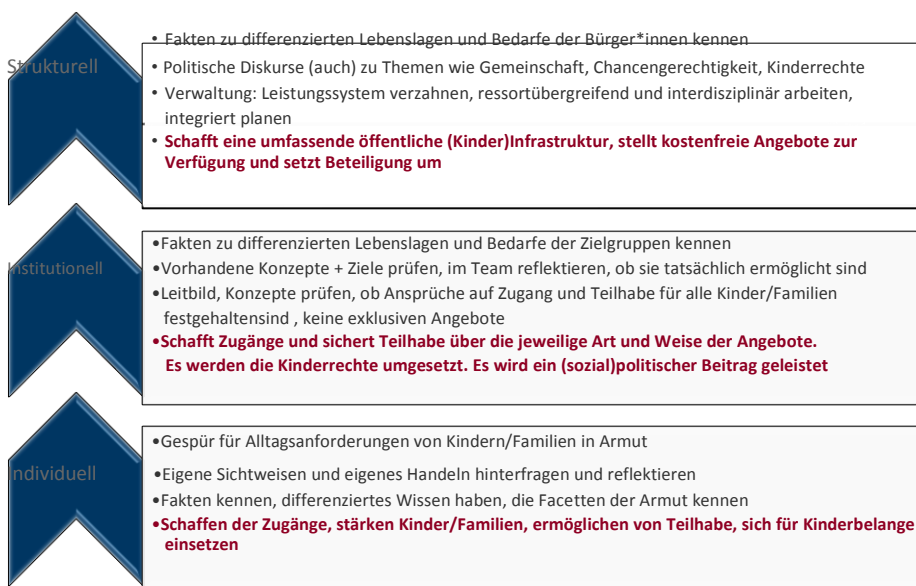 Strukturell
• Fakten zu differenzierten Lebenslagen und Bedarfe der Bürger*innen kennen
• Politische Diskurse (auch) zu Themen wie Gemeinschaft, Chancengerechtigkeit, Kinderrechte
• Verwaltung: Leistungssystem verzahnen, ressortübergreifend und interdisziplinär arbeiten,
integriert planen
• Schafft eine umfassende öffentliche (Kinder)Infrastruktur, stellt kostenfreie Angebote zur
Verfügung und setzt Beteiligung um
Institutionell
•Fakten zu differenzierten Lebenslagen und Bedarfe der Zielgruppen kennen
•Vorhandene Konzepte + Ziele prüfen, im Team reflektieren, ob sie tatsächlich ermöglicht sind
•Leitbild, Konzepte prüfen, ob Ansprüche auf Zugang und Teilhabe für alle Kinder/Familien
festgehaltensind , keine exklusiven Angebote
•Schafft Zugänge und sichert Teilhabe über die jeweilige Art und Weise der Angebote.
Es werden die Kinderrechte umgesetzt. Es wird ein (sozial)politischer Beitrag geleistet
Individuell
•Gespür für Alltagsanforderungen von Kindern/Familien in Armut
•Eigene Sichtweisen und eigenes Handeln hinterfragen und reflektieren
•Fakten kennen, differenziertes Wissen haben, die Facetten der Armut kennen
•Schaffen der Zugänge, stärken Kinder/Familien, ermöglichen von Teilhabe, sich für Kinderbelange
einsetzen